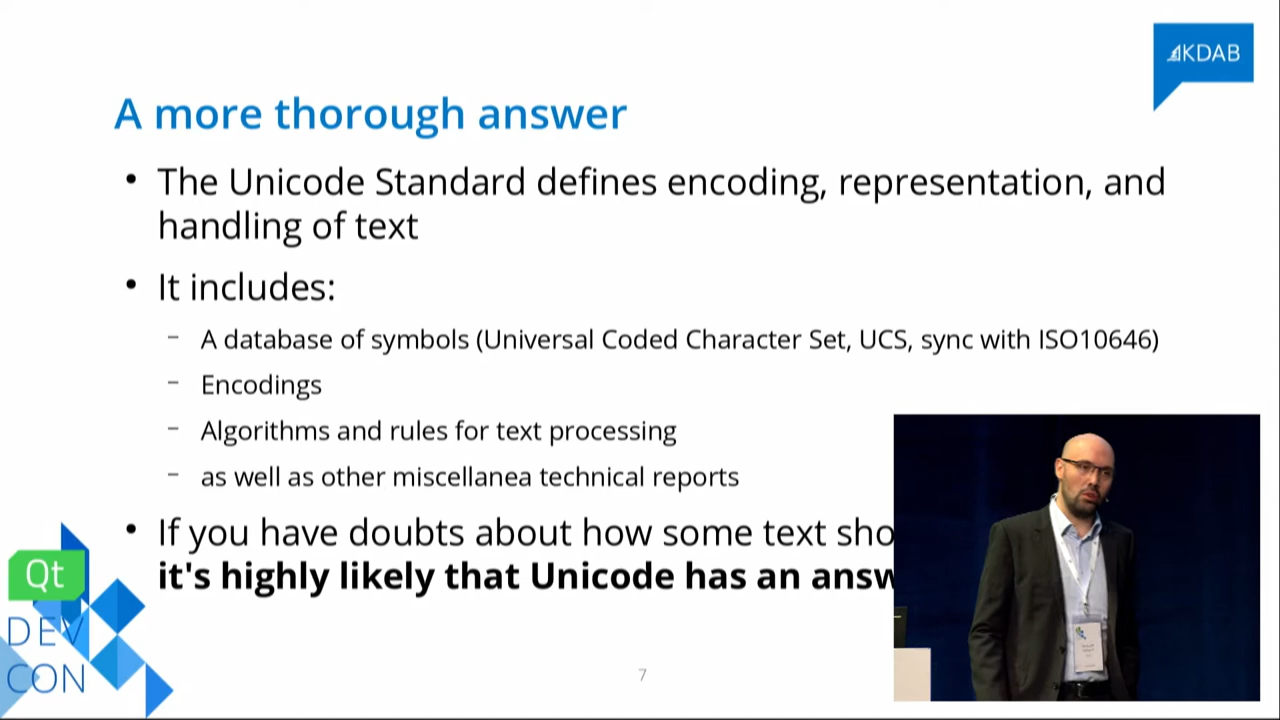 KDAB
A more thorough answer
• The Unicode Standard defines encoding, representation, and
handling of text
• It includes:
– A database of symbols (Universal Coded Character Set, UCS, sync with ISO10646)
– Encodings
– Algorithms and rules for text processing
– as well as other miscellanea technical reports
• If you have doubts about how some text sho
it's highly likely that Unicode has an answ
Qt
DEV
CON
7